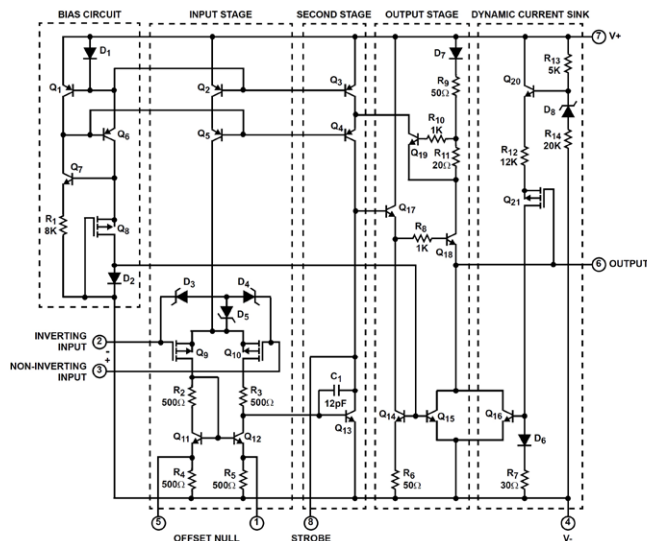 BIAS CIRCUIT
INPUT STAGE
SECOND STAGE
OUTPUT STAGE
DYNAMIC CURRENT SINK
7 V+
D1
D7
R13
5K
Q1
Q2
Q3
Q20
R9
50Ω
D8
Q6
Q5
Q4
R10
1K
R14
20K
Q19
R11
20Ω
R12
12K
Q7
Q21
R1
8K
Q8
Q17
R8
1K
Q18
6 OUTPUT
D2
D3
D4
D5
INVERTING
INPUT
2
-
+
NON-INVERTING
INPUT
3
Q9
Q10
R2
500Ω
R3
500Ω
C1
12pF
Q11
Q12
Q13
Q14
Q15
Q16
D6
R4
500Ω
R5
500Ω
R6
50Ω
R7
30Ω
5
1
8
4
OFFSET NULL
STROBE
V-